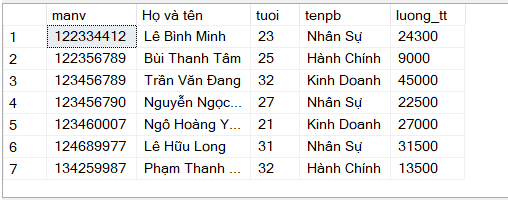 manv Họ và tên tuoi tenpb luong_tt
1 122334412 Lê Bình Minh 23 Nhân Sự 24300
2 122356789 Bùi Thanh Tâm 25 Hành Chính 9000
3 123456789 Trần Văn Đang 32 Kinh Doanh 45000
4 123456790 Nguyễn Ngọc... 27 Nhân Sự 22500
5 123460007 Ngô Hoàng Y... 21 Kinh Doanh 27000
6 124689977 Lê Hữu Long 31 Nhân Sự 31500
7 134259987 Phạm Thanh ... 32 Hành Chính 13500